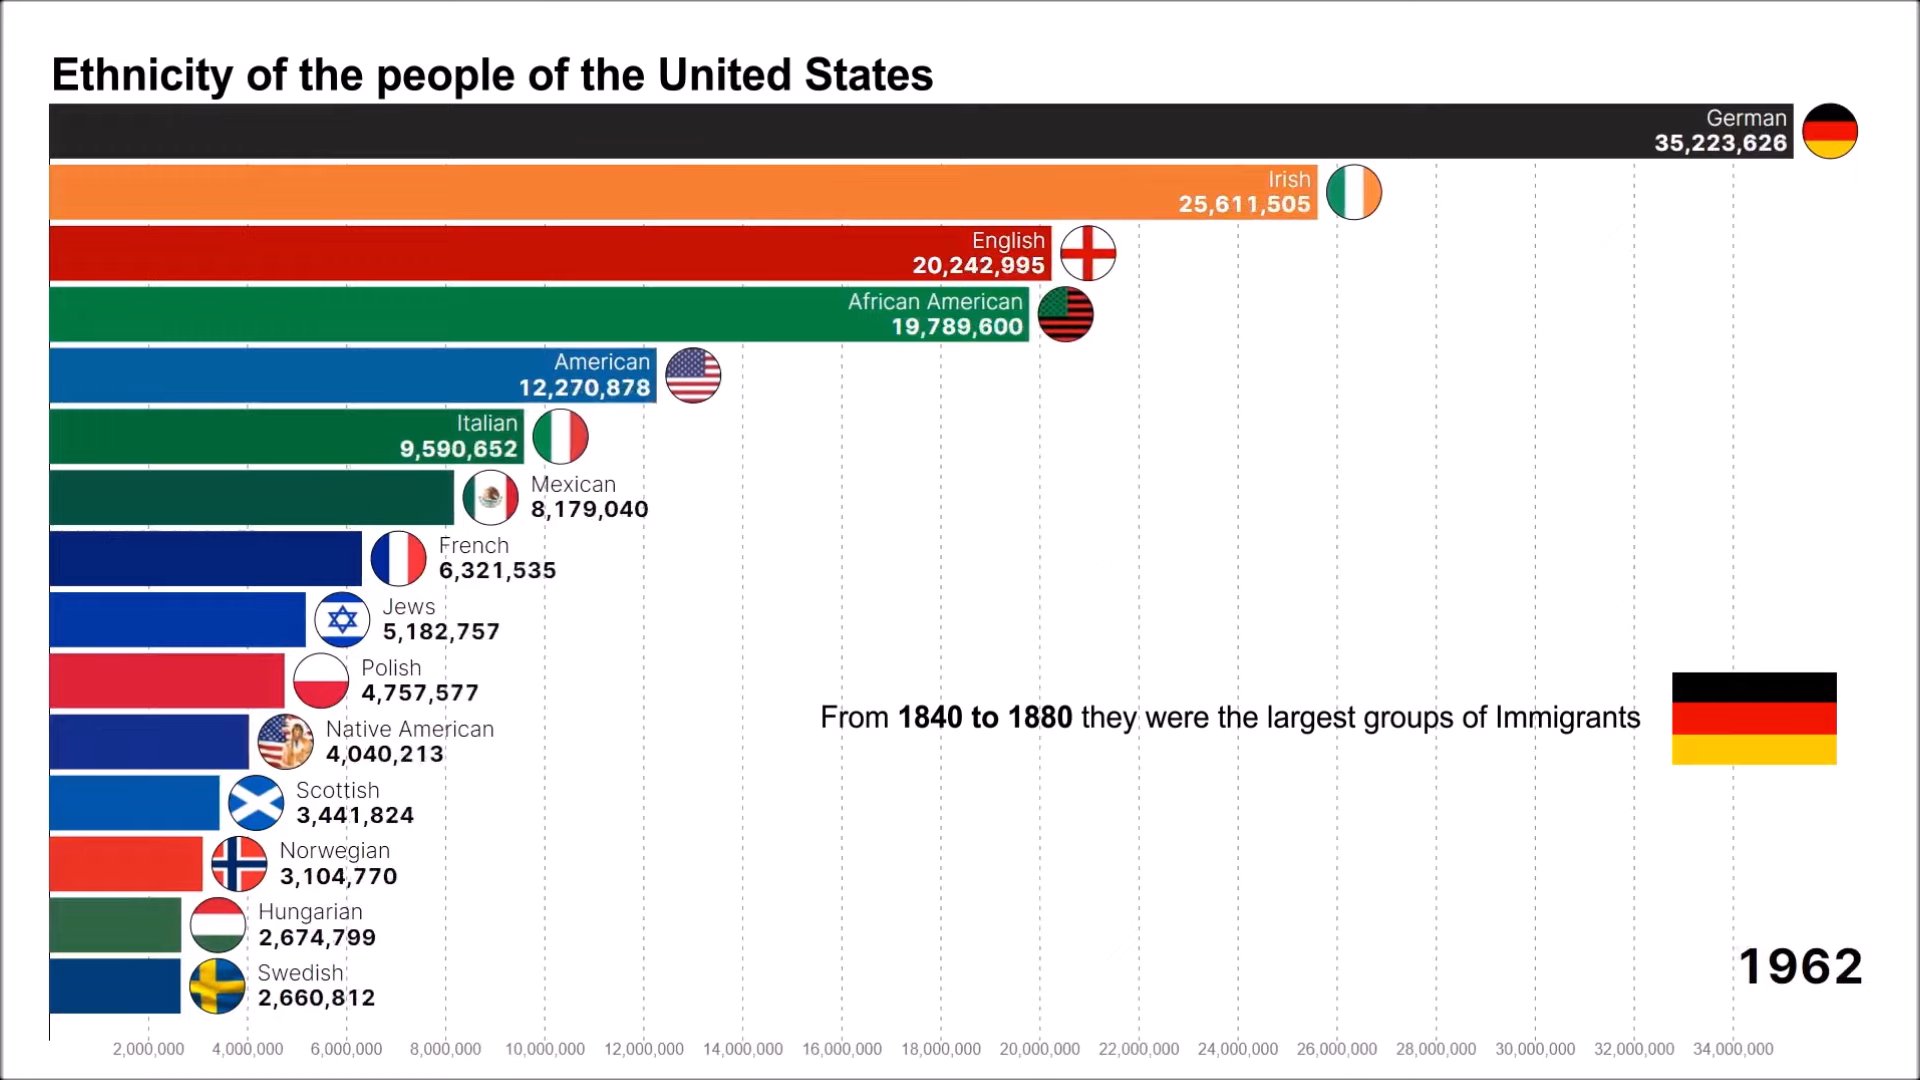 Ethnicity of the people of the United States
German
35,223,626
Irish
25,611,505
English
20,242,995
African American
19,789,600
American
12,270,878
Italian
9,590,652
Mexican
8,179,040
French
6,321,535
Jews
5,182,757
Polish
4,757,577
From 1840 to 1880 they were the largest groups of Immigrants
Native American
4,040,213
Scottish
3,441,824
Norwegian
3,104,770
Hungarian
2,674,799
1962
Swedish
2,660,812
2,000,000 4,000,000 6,000,000 8,000,000 10,000,000 12,000,000 14,000,000 16,000,000 18,000,000 20,000,000 22,000,000 24,000,000 26,000,000 28,000,000 30,000,000 32,000,000 34,000,000